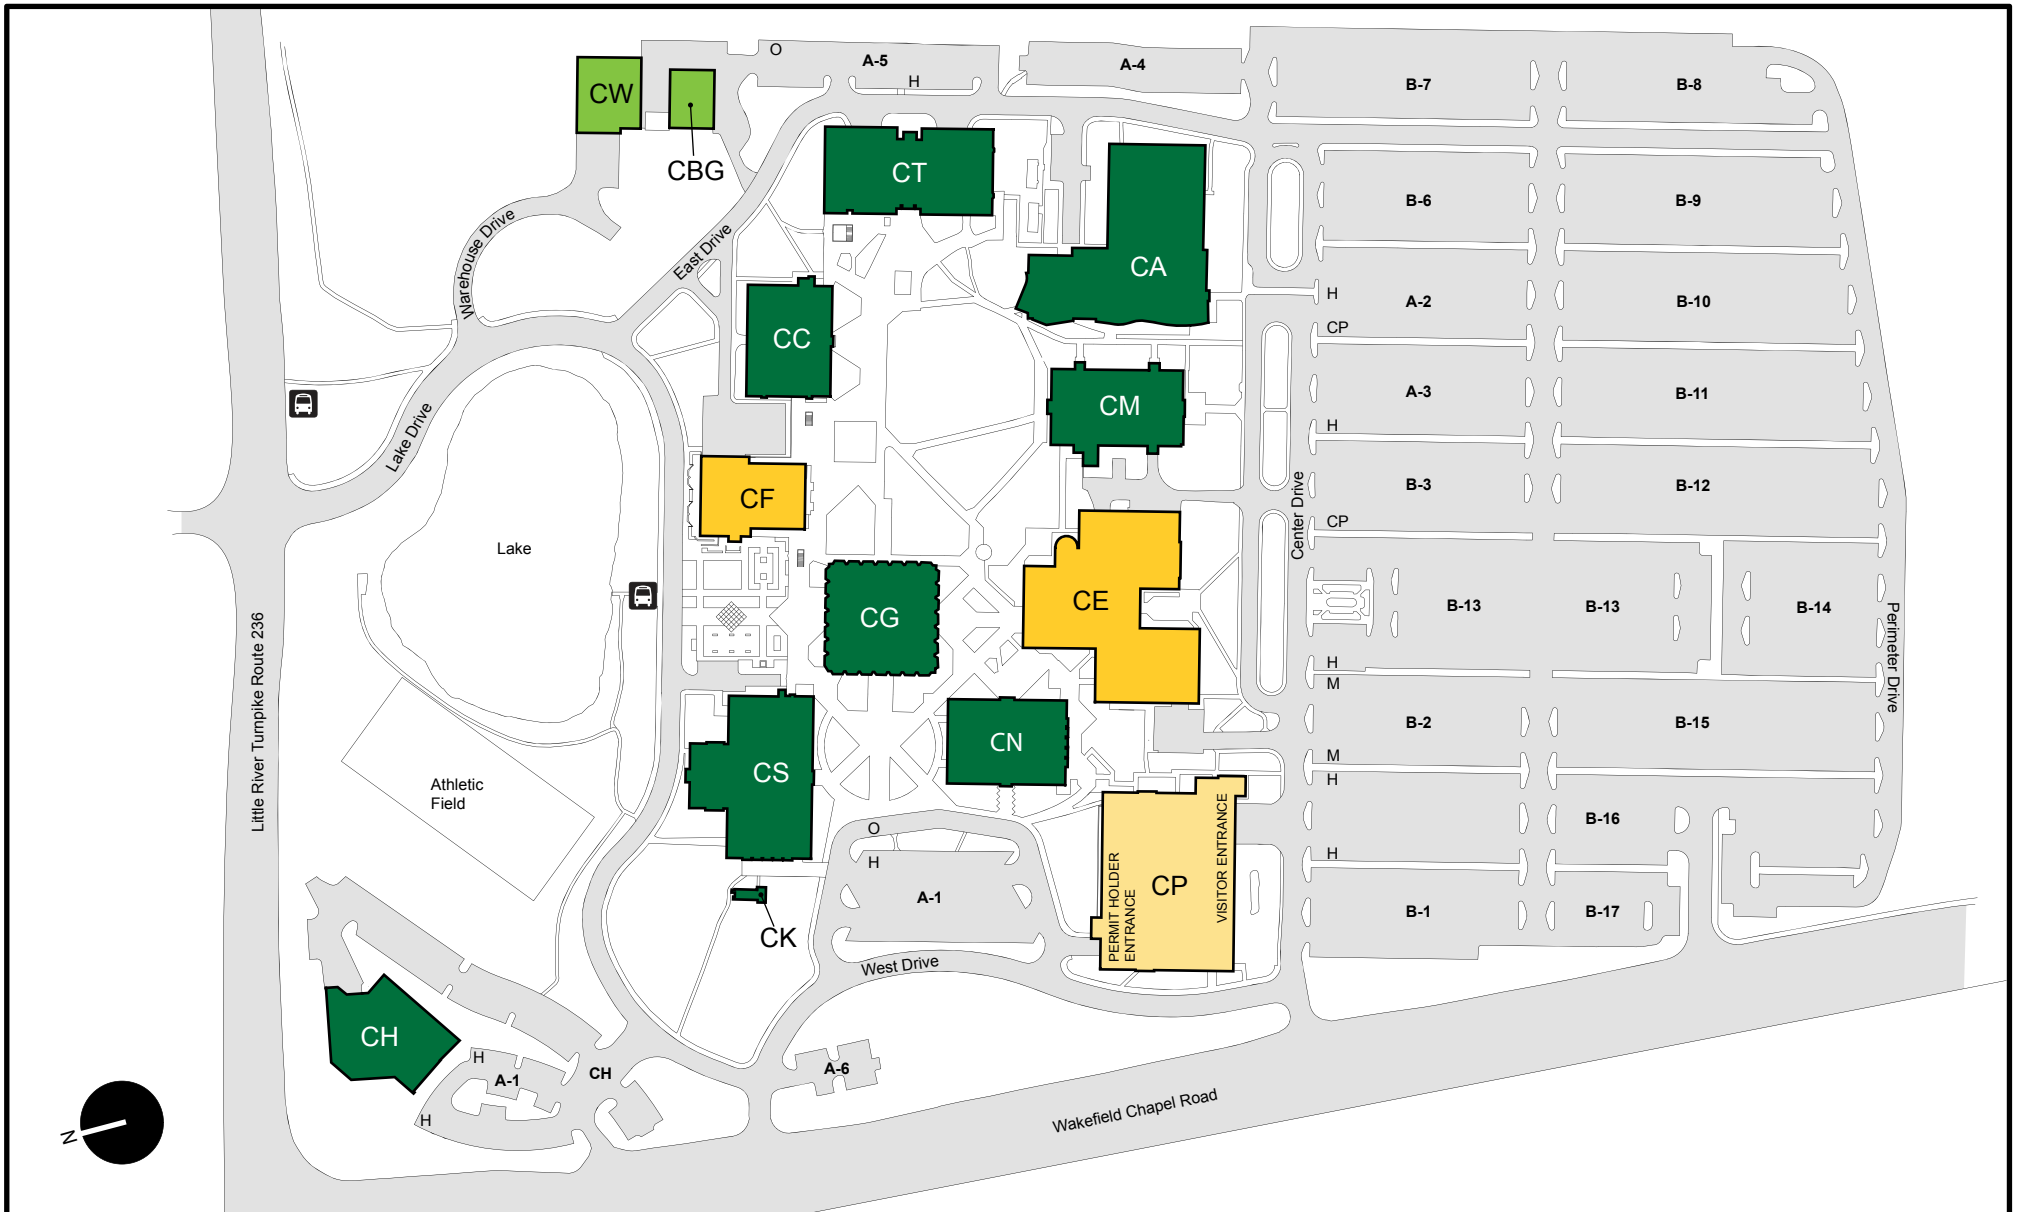 O
A-5
H
A-4
B-7
B-8
CW
CBG
CT
B-6
B-9
Warehouse Drive
East Drive
CA
H
A-2
B-10
CP
CC
A-3
B-11
CM
H
Lake Drive
CF
B-3
B-12
Center Drive
CP
Lake
CG
CE
B-13
B-13
B-14
Perimeter Drive
Little River Turnpike Route 236
H
M
B-2
B-15
CN
CS
M
H
Athletic
Field
O
H
B-16
H
A-1
CP
PERMIT HOLDER
ENTRANCE
VISITOR ENTRANCE
B-1
B-17
CK
West Drive
CH
H
A-1
CH
H
A-6
Wakefield Chapel Road
N